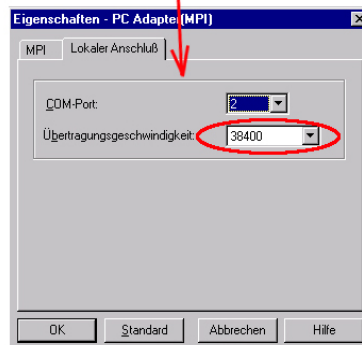 Eigenschaften - PC Adapter(MPI)
MPI
Lokaler Anschluß
COM-Port:
2
Übertragungsgeschwindigkeit:
38400
OK
Standard
Abbrechen
Hilfe